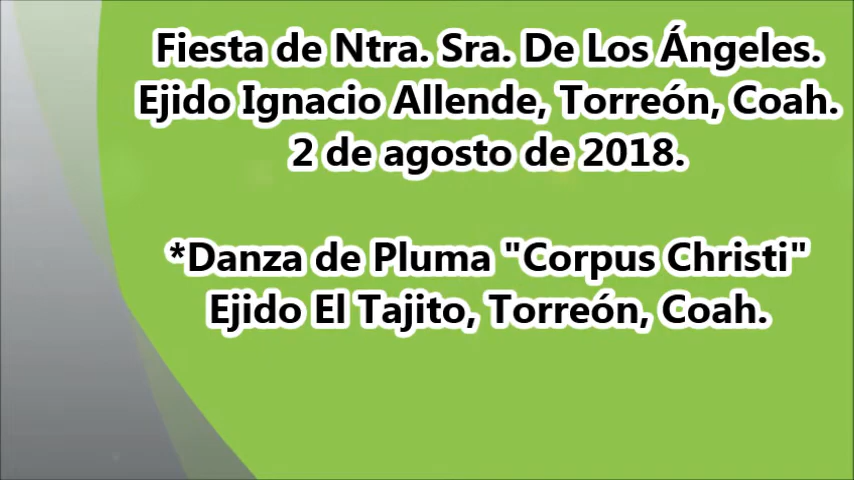 Fiesta de Ntra. Sra. De Los Ángeles.
Ejido Ignacio Allende, Torreón, Coah.
2 de agosto de 2018.
*Danza de Pluma "Corpus Christi"
Ejido El Tajito, Torreón, Coah.